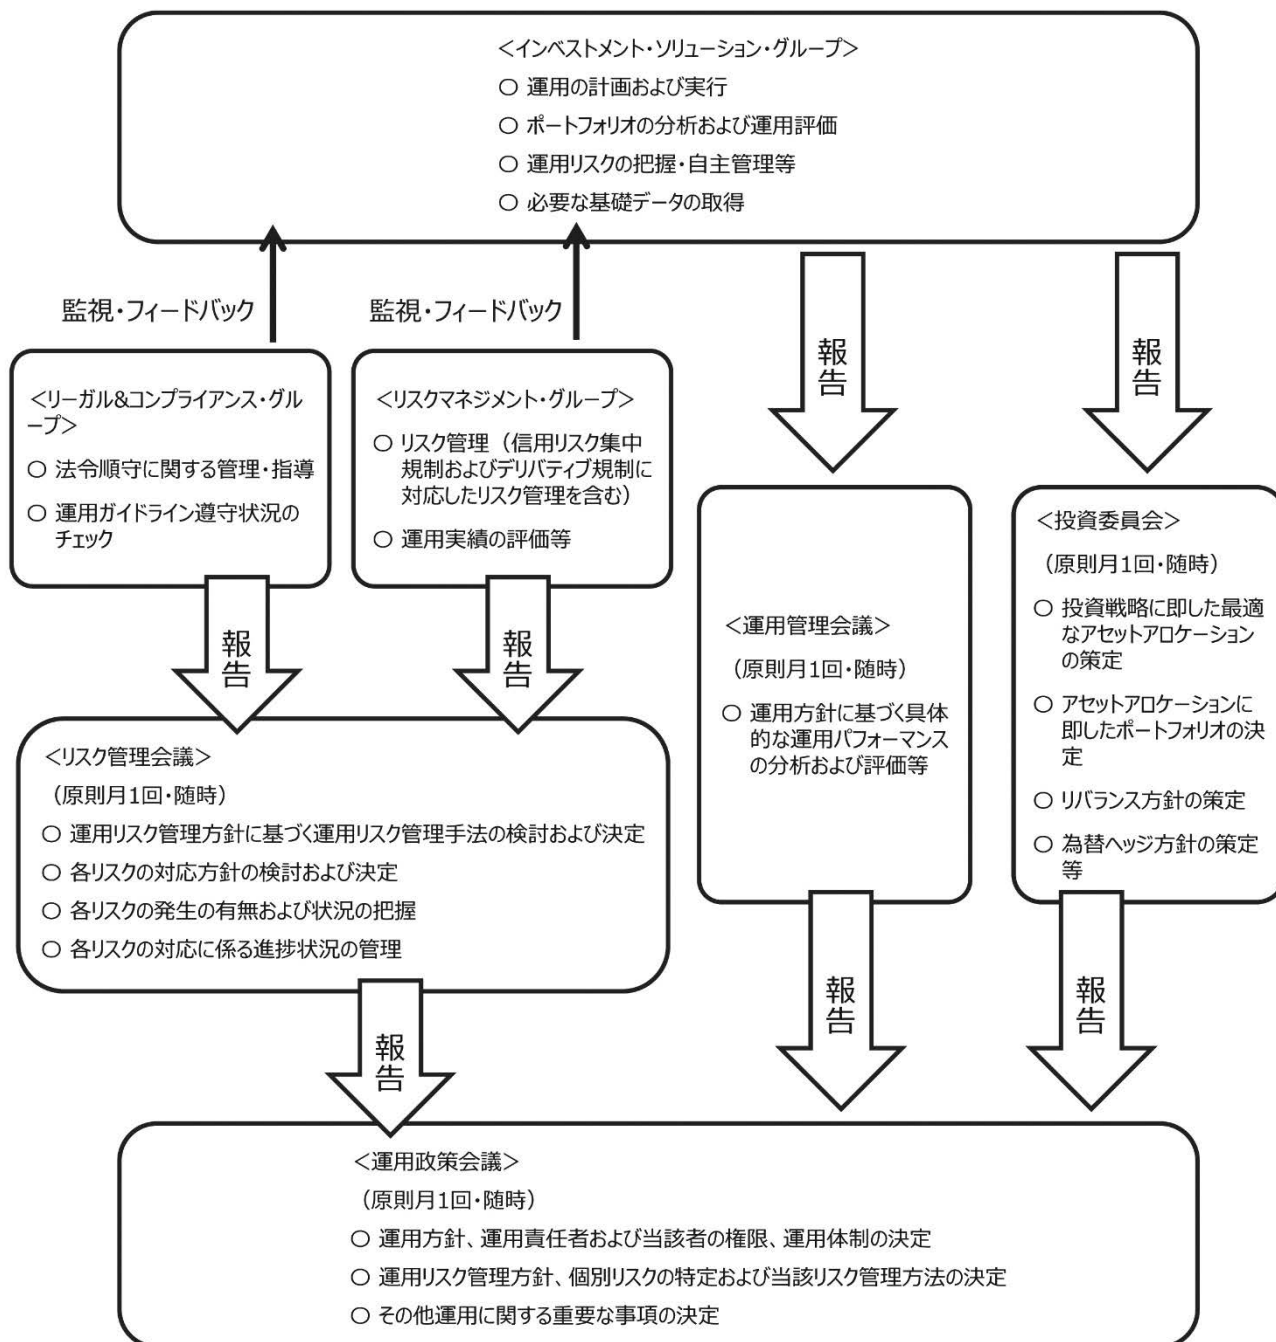 ＜インベストメント・ソリューション・グループ＞
○ 運用の計画および実行
○ ポートフォリオの分析および運用評価
○ 運用リスクの把握・自主管理等
○ 必要な基礎データの取得
監視・フィードバック
監視・フィードバック
報告
報告
＜リーガル&コンプライアンス・グル
ープ＞
○ 法令順守に関する管理・指導
○ 運用ガイドライン遵守状況の
チェック
＜リスクマネジメント・グループ＞
○ リスク管理（信用リスク集中
規制およびデリバティブ規制に
対応したリスク管理を含む）
○ 運用実績の評価等
報告
報告
＜運用管理会議＞
（原則月1回・随時）
○ 運用方針に基づく具体
的な運用パフォーマンス
の分析および評価等
＜投資委員会＞
（原則月1回・随時）
○ 投資戦略に即した最適
なアセットアロケーション
の策定
○ アセットアロケーションに
即したポートフォリオの決
定
○ リバランス方針の策定
○ 為替ヘッジ方針の策定
等
＜リスク管理会議＞
（原則月1回・随時）
○ 運用リスク管理方針に基づく運用リスク管理手法の検討および決定
○ 各リスクの対応方針の検討および決定
○ 各リスクの発生の有無および状況の把握
○ 各リスクの対応に係る進捗状況の管理
報告
報告
報告
＜運用政策会議＞
（原則月1回・随時）
○ 運用方針、運用責任者および当該者の権限、運用体制の決定
○ 運用リスク管理方針、個別リスクの特定および当該リスク管理方法の決定
○ その他運用に関する重要な事項の決定